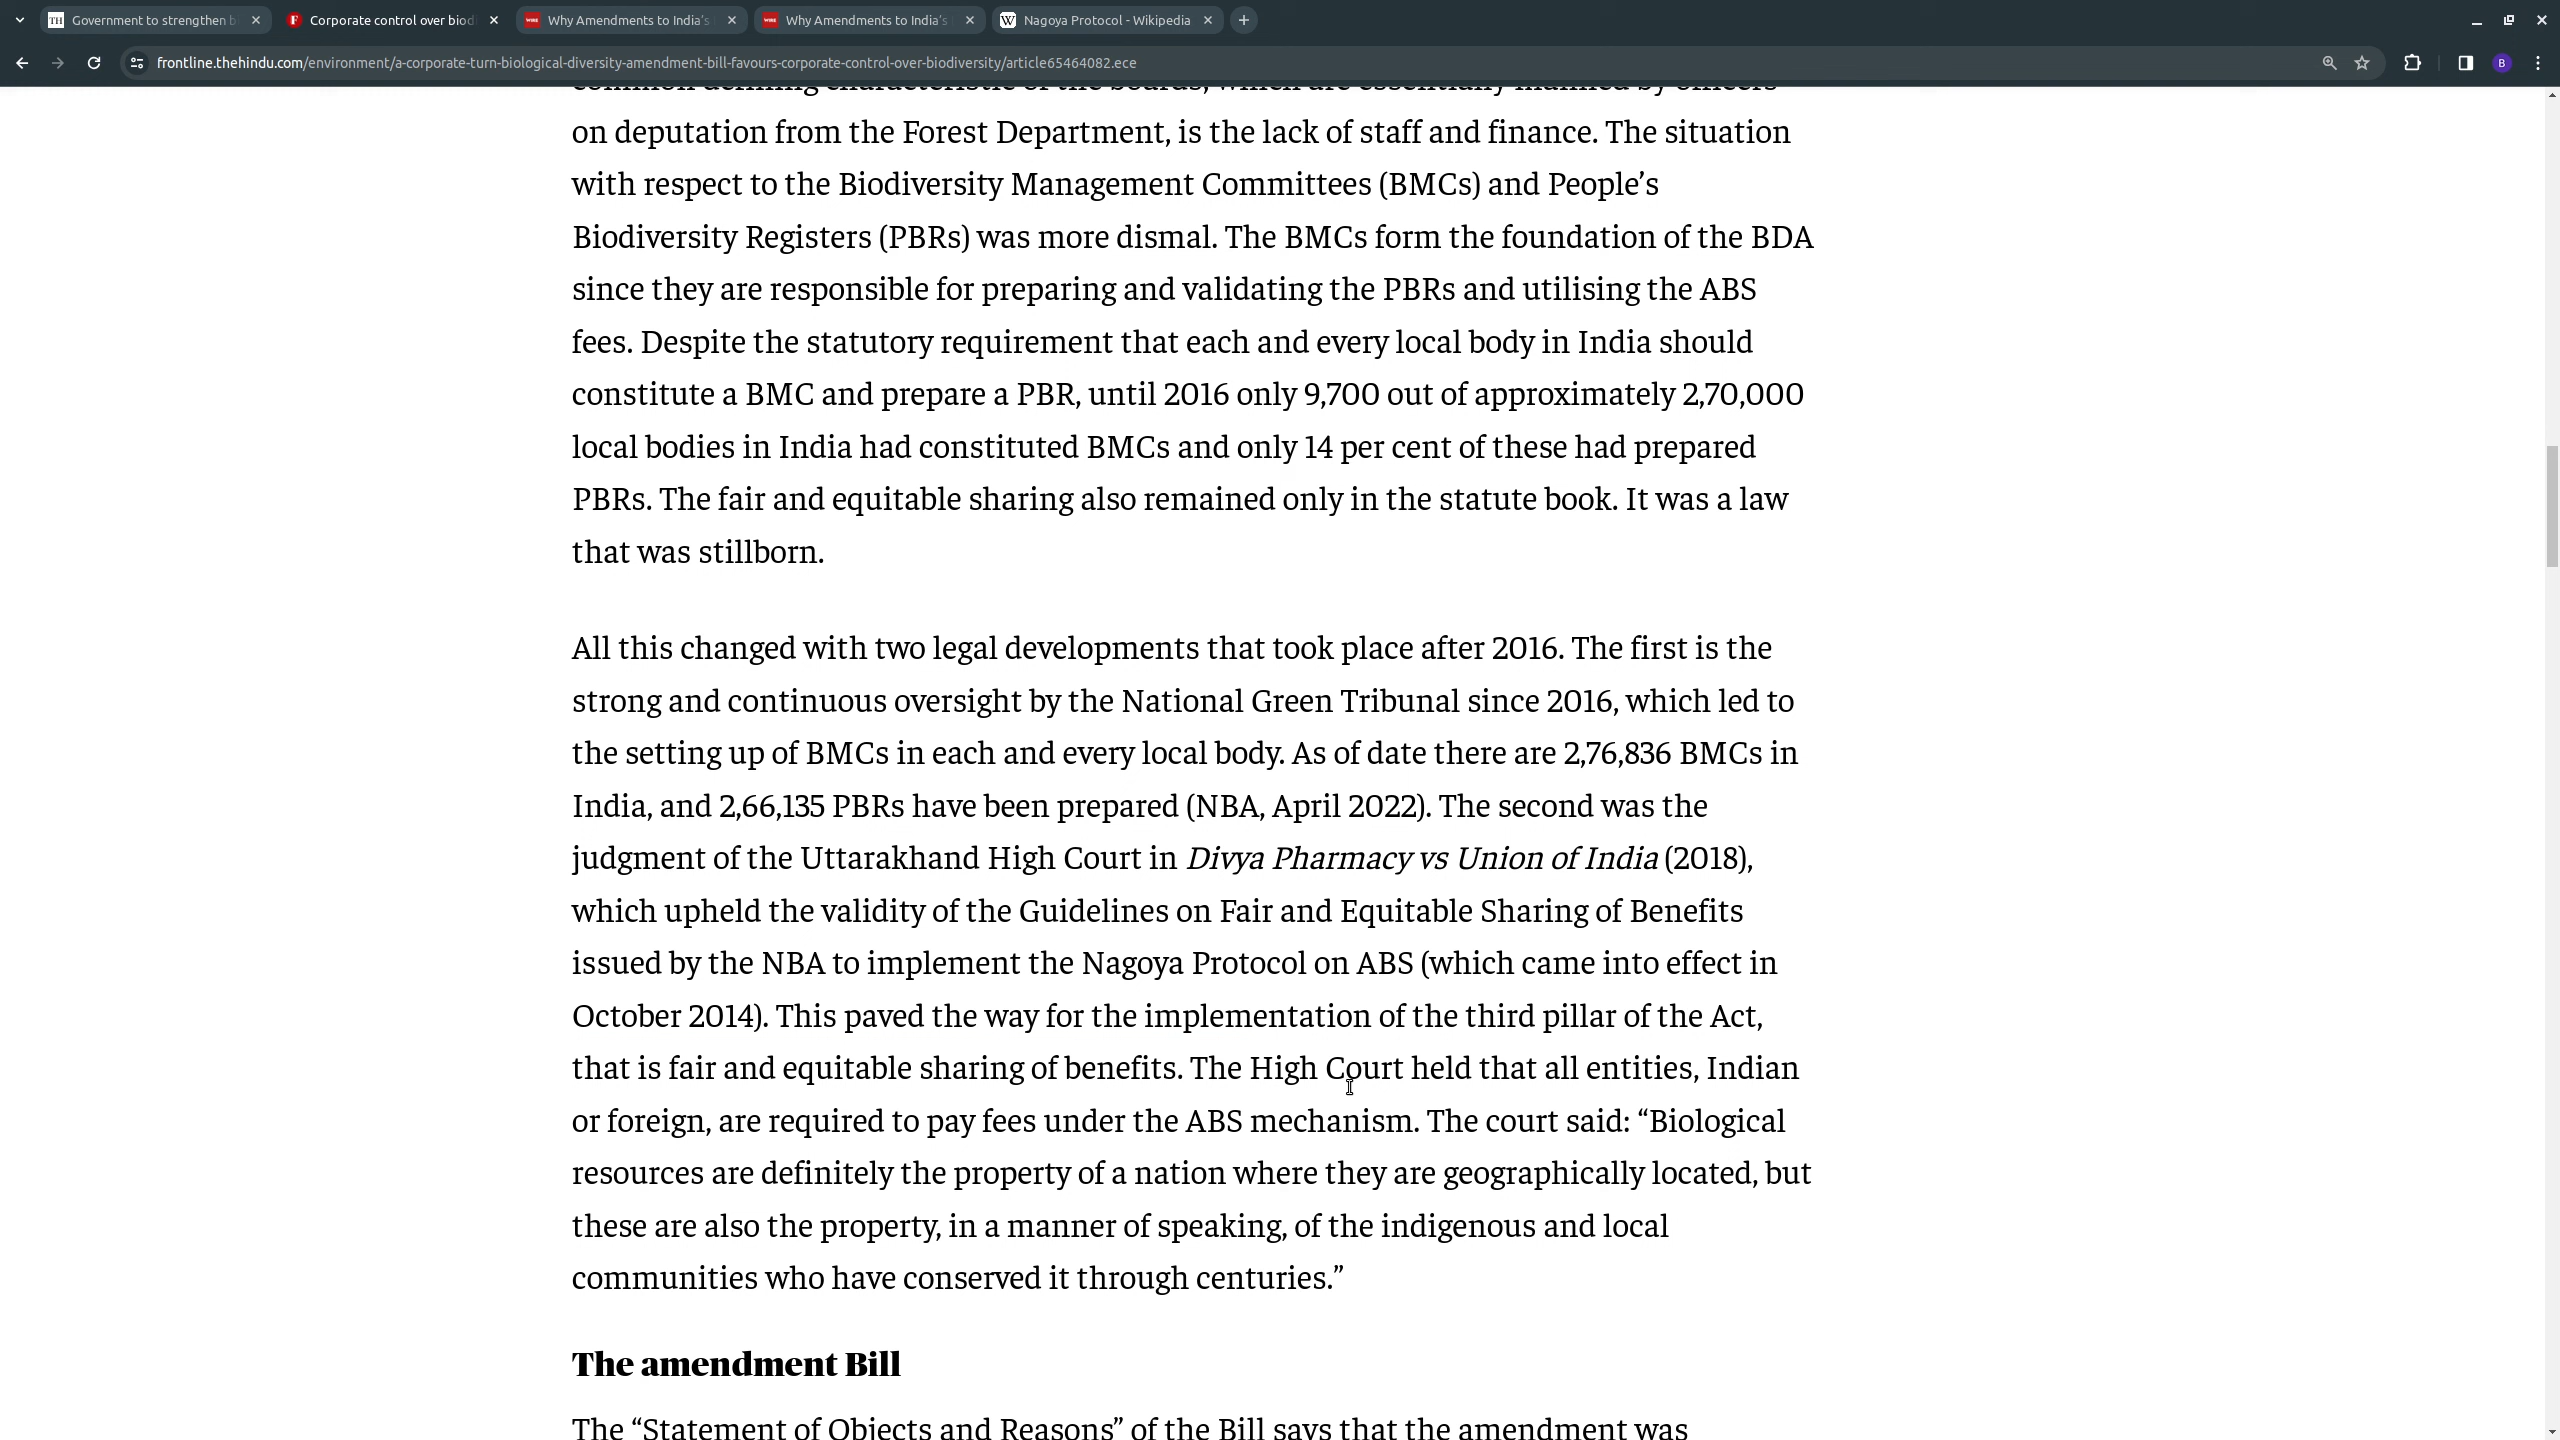 Government to strengthen b
Corporate control over biod
Why Amendments to India's
Why Amendments to India's
Nagoya Protocol - Wikipedia
frontline.thehindu.com/environment/a-corporate-turn-biological-diversity-amendment-bill-favours-corporate-control-over-biodiversity/article65464082.ece
B
common defining characteristic of the boards, which are essentially manned by officers
on deputation from the Forest Department, is the lack of staff and finance. The situation
with respect to the Biodiversity Management Committees (BMCs) and People’s
Biodiversity Registers (PBRs) was more dismal. The BMCs form the foundation of the BDA
since they are responsible for preparing and validating the PBRs and utilising the ABS
fees. Despite the statutory requirement that each and every local body in India should
constitute a BMC and prepare a PBR, until 2016 only 9,700 out of approximately 2,70,000
local bodies in India had constituted BMCs and only 14 per cent of these had prepared
PBRs. The fair and equitable sharing also remained only in the statute book. It was a law
that was stillborn.
All this changed with two legal developments that took place after 2016. The first is the
strong and continuous oversight by the National Green Tribunal since 2016, which led to
the setting up of BMCs in each and every local body. As of date there are 2,76,836 BMCs in
India, and 2,66,135 PBRs have been prepared (NBA, April 2022). The second was the
judgment of the Uttarakhand High Court in Divya Pharmacy vs Union of India (2018),
which upheld the validity of the Guidelines on Fair and Equitable Sharing of Benefits
issued by the NBA to implement the Nagoya Protocol on ABS (which came into effect in
October 2014). This paved the way for the implementation of the third pillar of the Act,
that is fair and equitable sharing of benefits. The High Court held that all entities, Indian
or foreign, are required to pay fees under the ABS mechanism. The court said: “Biological
resources are definitely the property of a nation where they are geographically located, but
these are also the property, in a manner of speaking, of the indigenous and local
communities who have conserved it through centuries.”
The amendment Bill
The “Statement of Objects and Reasons” of the Bill says that the amendment was